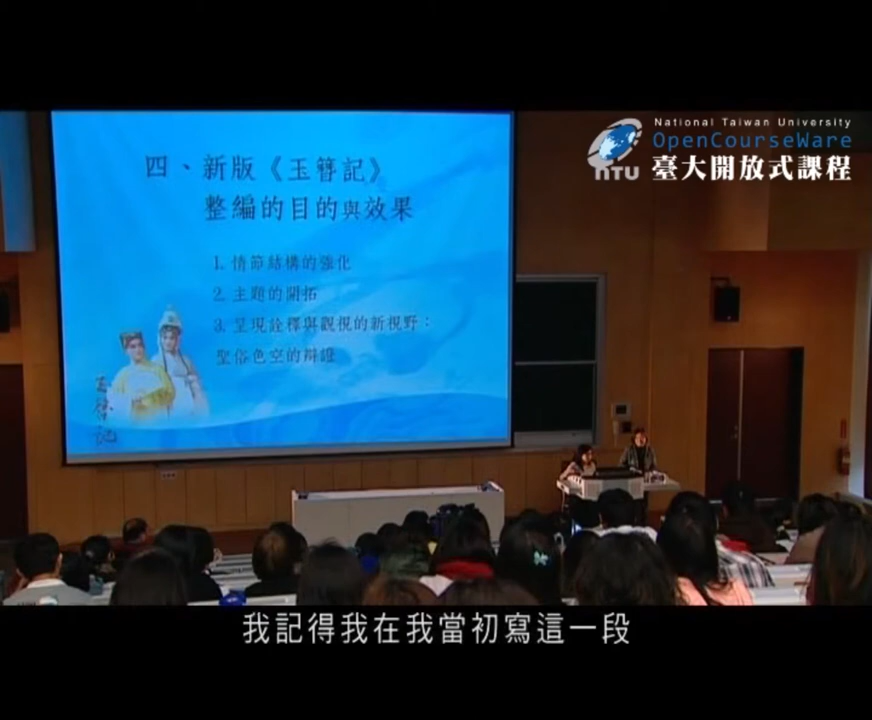 National Taiwan University
OpenCourseWare
NTU 臺大開放式課程
四、新版《玉簪記》
整編的目的與效果
1. 情節結構的強化
2. 主題的開拓
3. 呈現詮釋與觀視的新視野：
聖俗色空的辯證
玉簪記
我記得我在我當初寫這一段